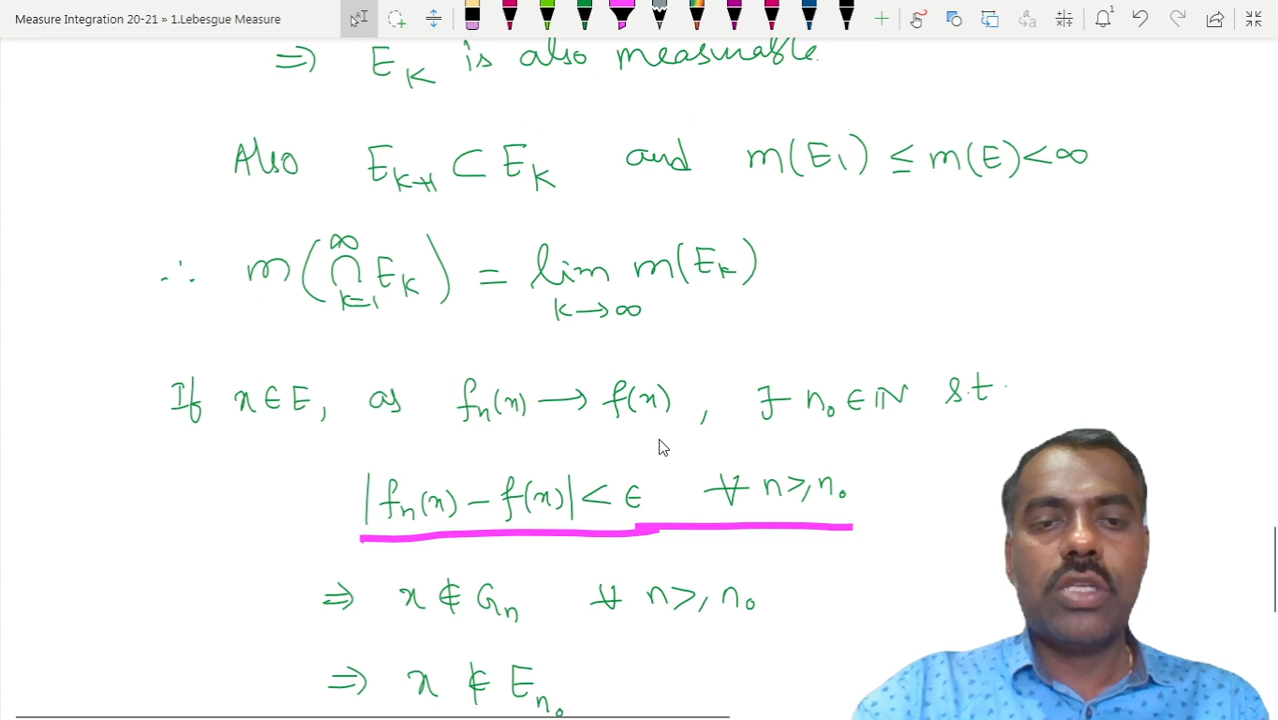 Measure Integration 20-21 » 1.Lebesgue Measure
⇒ E_K is also measurable.
Also E_{K+1} ⊂ E_K and m(E_1) ≤ m(E) < ∞
∴ m(⋂_{k=1}^{∞} E_k) = lim_{k→∞} m(E_k)
If x ∈ E, as f_n(x) → f(x), ∃ n_0 ∈ ℕ s.t.
|f_n(x) − f(x)| < ∈ ∀ n ≥, n_0
⇒ x ∉ G_n ∀ n ≥, n_0
⇒ x ∉ E_{n_0}